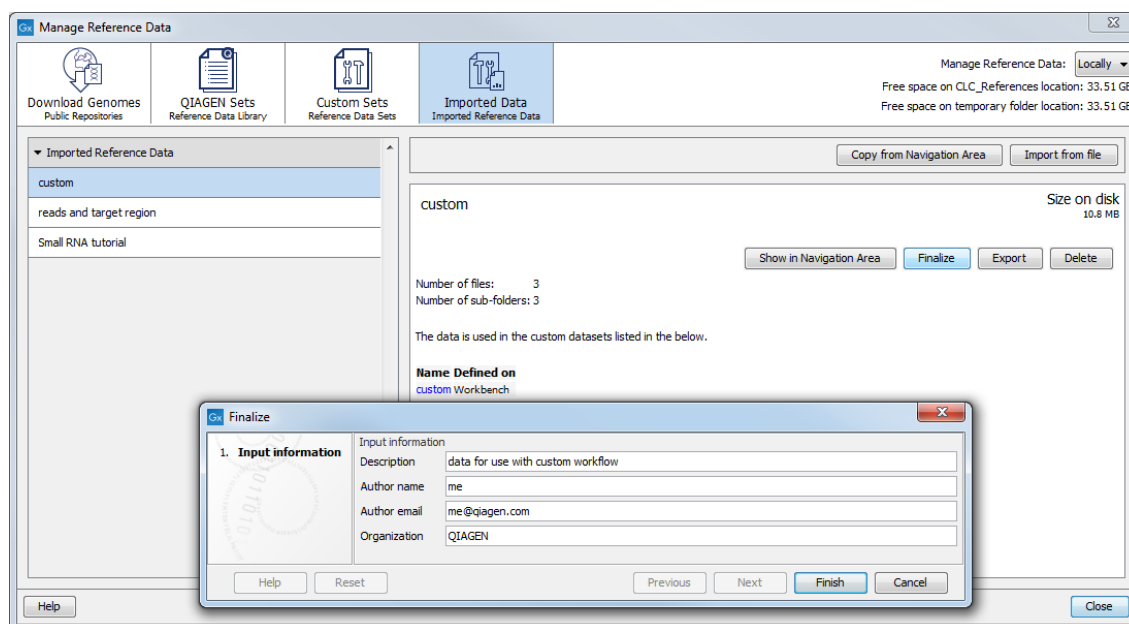 Gx Manage Reference Data
Download Genomes
Public Repositories
QIAGEN Sets
Reference Data Library
Custom Sets
Reference Data Sets
Imported Data
Imported Reference Data
Manage Reference Data: Locally
Free space on CLC_References location: 33.51 GB
Free space on temporary folder location: 33.51 GB
Imported Reference Data
custom
reads and target region
Small RNA tutorial
Copy from Navigation Area Import from file
custom
Size on disk
10.8 MB
Show in Navigation Area Finalize Export Delete
Number of files: 3
Number of sub-folders: 3
The data is used in the custom datasets listed in the below.
Name Defined on
custom Workbench
Gx Finalize
1. Input information
Input information
Description data for use with custom workflow
Author name me
Author email me@qiagen.com
Organization QIAGEN
Help Reset Previous Next Finish Cancel
Help Close